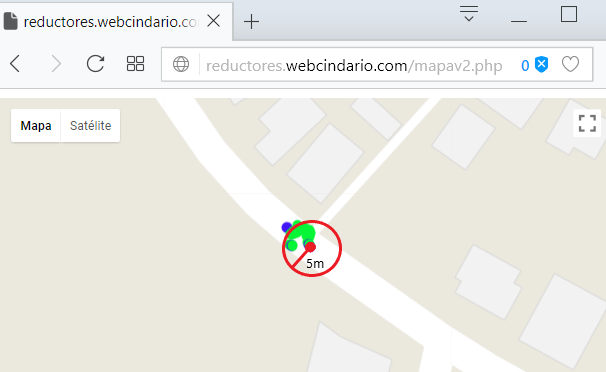 reductores.webcindario.co
reductores.webcindario.com/mapav2.php 0
Mapa Satélite
5m